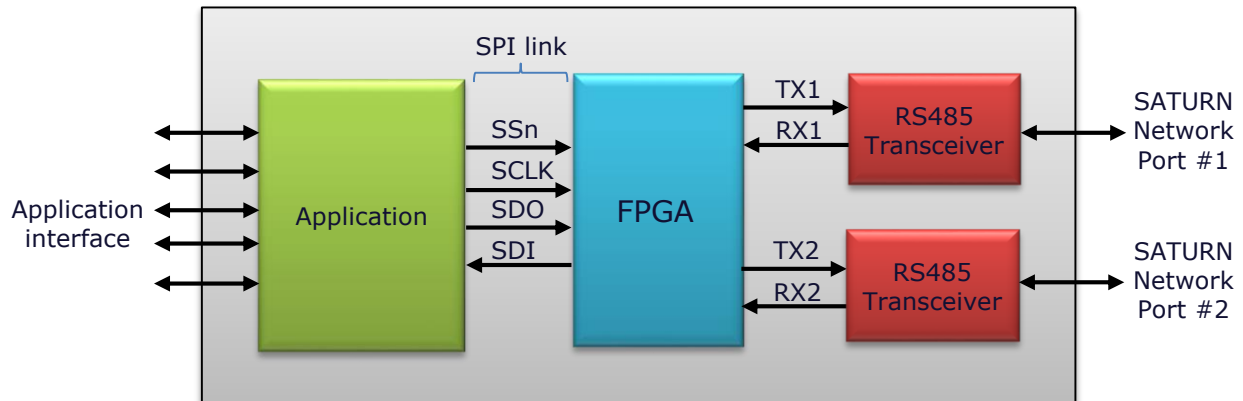 SPI link
Application
interface
Application
SSn
SCLK
SDO
SDI
FPGA
TX1
RX1
RS485
Transceiver
SATURN
Network
Port #1
TX2
RX2
RS485
Transceiver
SATURN
Network
Port #2